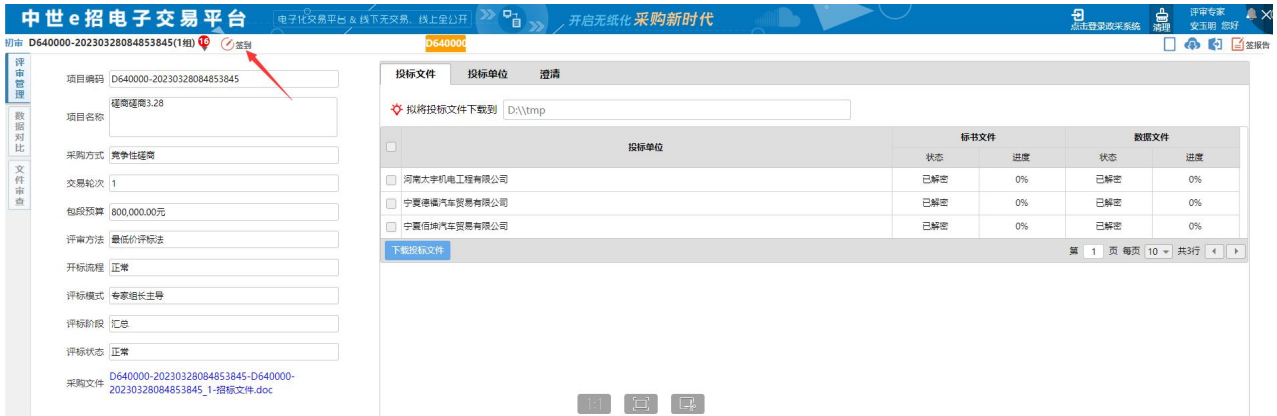 中世e招电子交易平台
电子化交易平台&线下无交易、线上全公开
开启无纸化 采购新时代
点击登录政采系统
清理
评审专家
安玉明 您好
初审 D640000-20230328084853845(1组) 16 签到
D640000
签报告
评审管理
数据对比
文件审查
项目编码 D640000-20230328084853845
项目名称 磋商磋商3.28
采购方式 竞争性磋商
交易轮次 1
包段预算 800,000.00元
评审方法 最低价评标法
开标流程 正常
评标模式 专家组长主导
评标阶段 汇总
评标状态 正常
采购文件 D640000-20230328084853845-D640000-
20230328084853845_1-招标文件.doc
投标文件 投标单位 澄清
拟将投标文件下载到 D:\\tmp
投标单位 标书文件 数据文件
状态 进度 状态 进度
河南太宇机电工程有限公司 已解密 0% 已解密 0%
宁夏德福汽车贸易有限公司 已解密 0% 已解密 0%
宁夏佰坤汽车贸易有限公司 已解密 0% 已解密 0%
下载投标文件 第 1 页 每页 10 共3行
1:1